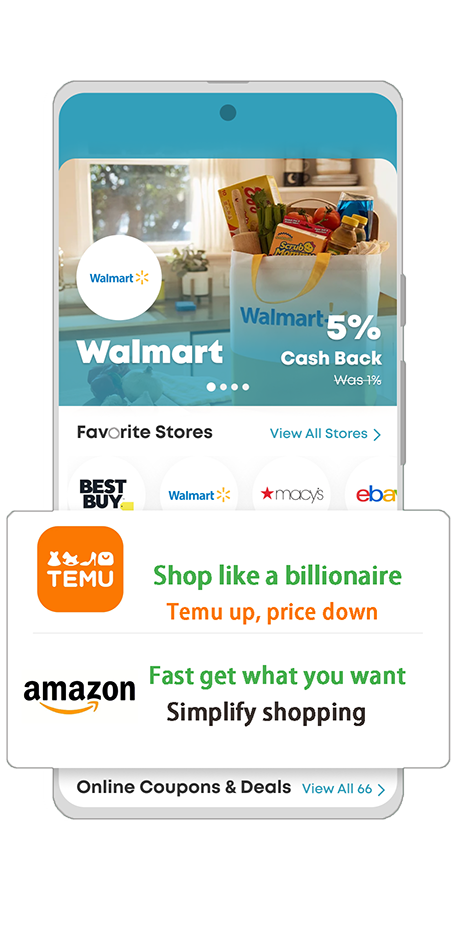 Walmart
Walmart
5%
Walmart
Cash Back
Was 1%
Favorite Stores
View All Stores
BEST
BUY
Walmart
macy's
eba
TEMU
Shop like a billionaire
Temu up, price down
amazon
Fast get what you want
Simplify shopping
Online Coupons & Deals
View All 66